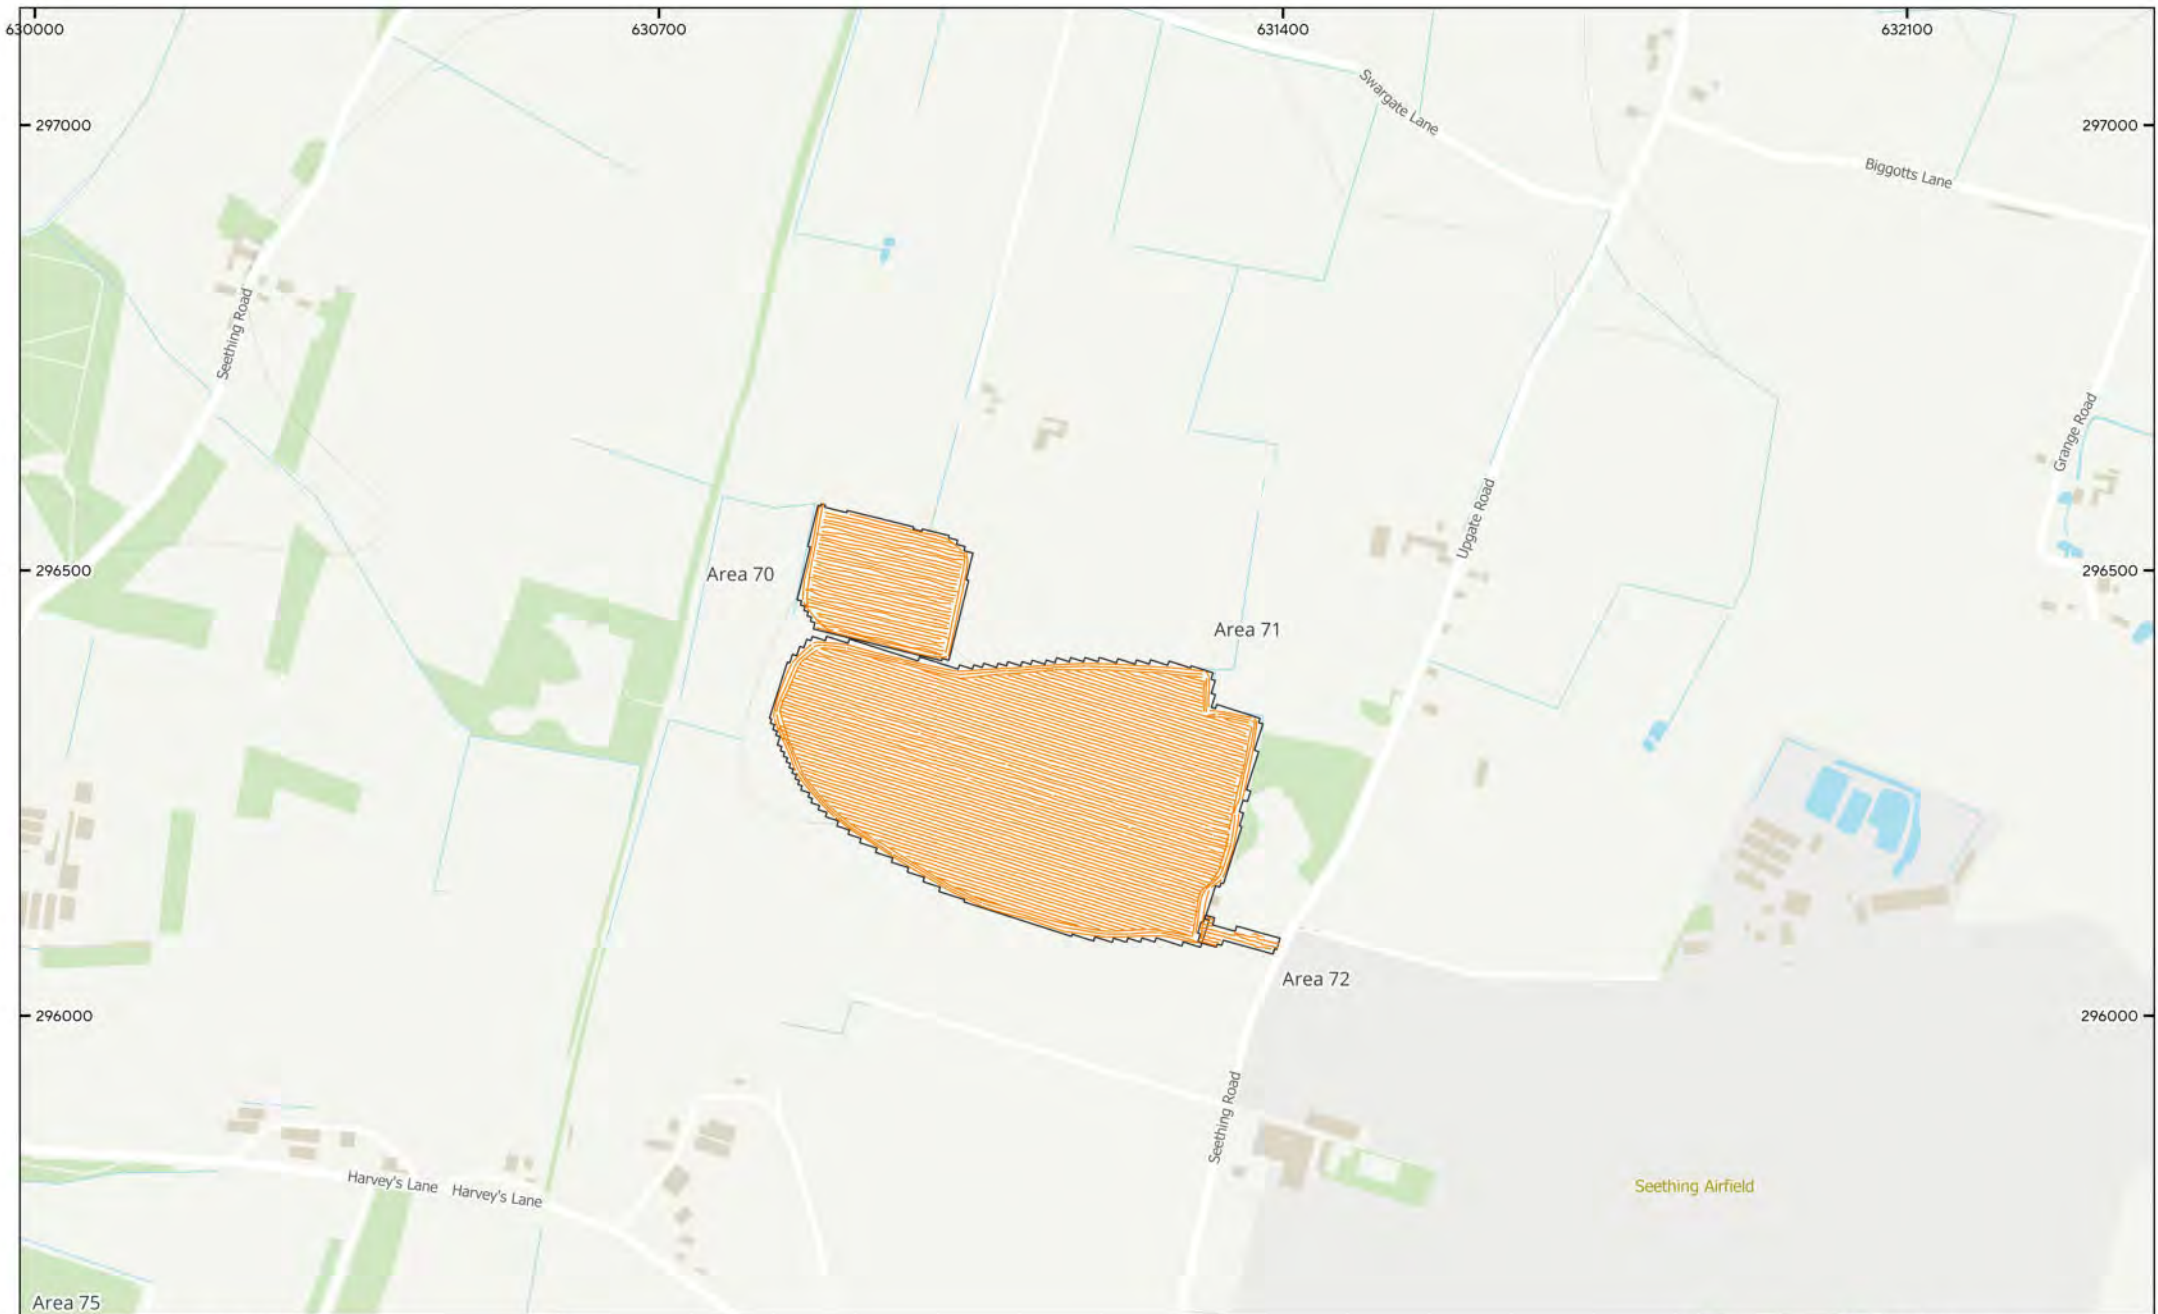 630000
630700
631400
632100
Swargate Lane
297000
297000
Biggotts Lane
Seething Road
Grange Road
Upgate Road
296500
Area 70
296500
Area 71
Area 72
296000
296000
Seething Road
Harvey's Lane
Harvey's Lane
Seething Airfield
Area 75